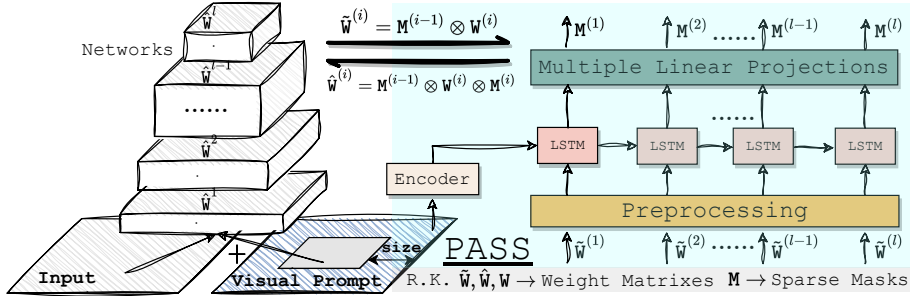 Networks
Ŵ^l
Ŵ^{l-1}
......
Ŵ^2
Ŵ^1
Input
+
Visual Prompt
size
W̃^{(i)} = M^{(i-1)} ⊗ W^{(i)}
Ŵ^{(i)} = M^{(i-1)} ⊗ W^{(i)} ⊗ M^{(i)}
M^{(1)} M^{(2)} ...... M^{(l-1)} M^{(l)}
Multiple Linear Projections
......
LSTM LSTM LSTM LSTM
Encoder
Preprocessing
W̃^{(1)} W̃^{(2)} ...... W̃^{(l-1)} W̃^{(l)}
PASS
R.K. W̃, Ŵ, W → Weight Matrixes M → Sparse Masks